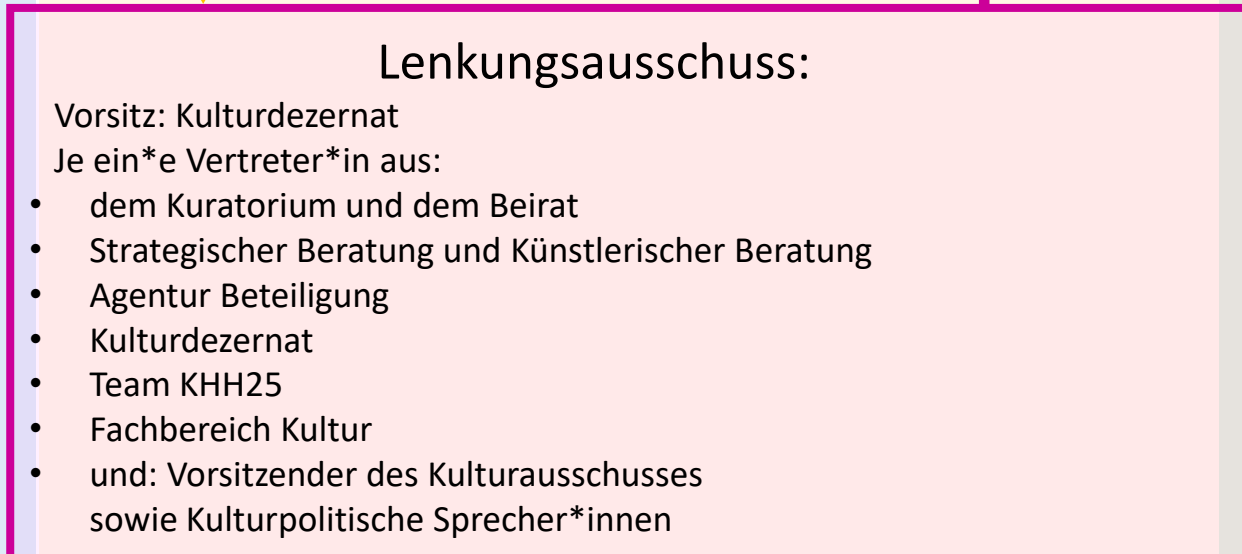 Lenkungsausschuss:
Vorsitz: Kulturdezernat
Je ein*e Vertreter*in aus:
• dem Kuratorium und dem Beirat
• Strategischer Beratung und Künstlerischer Beratung
• Agentur Beteiligung
• Kulturdezernat
• Team KHH25
• Fachbereich Kultur
• und: Vorsitzender des Kulturausschusses
sowie Kulturpolitische Sprecher*innen